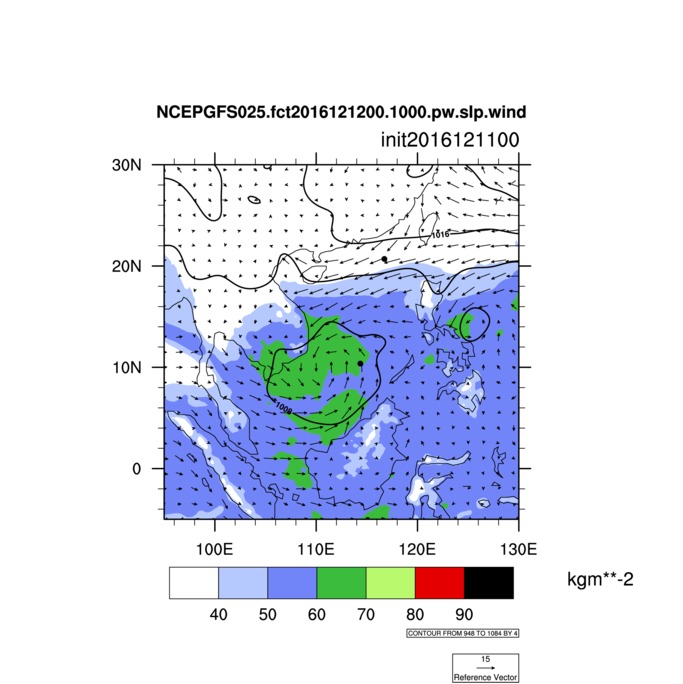 NCEPGFS025.fct2016121200.1000.pw.slp.wind
init2016121100
30N
1016
20N
10N
1008
0
100E 110E 120E 130E
kgm**-2
40 50 60 70 80 90
CONTOUR FROM 948 TO 1084 BY 4
15
Reference Vector